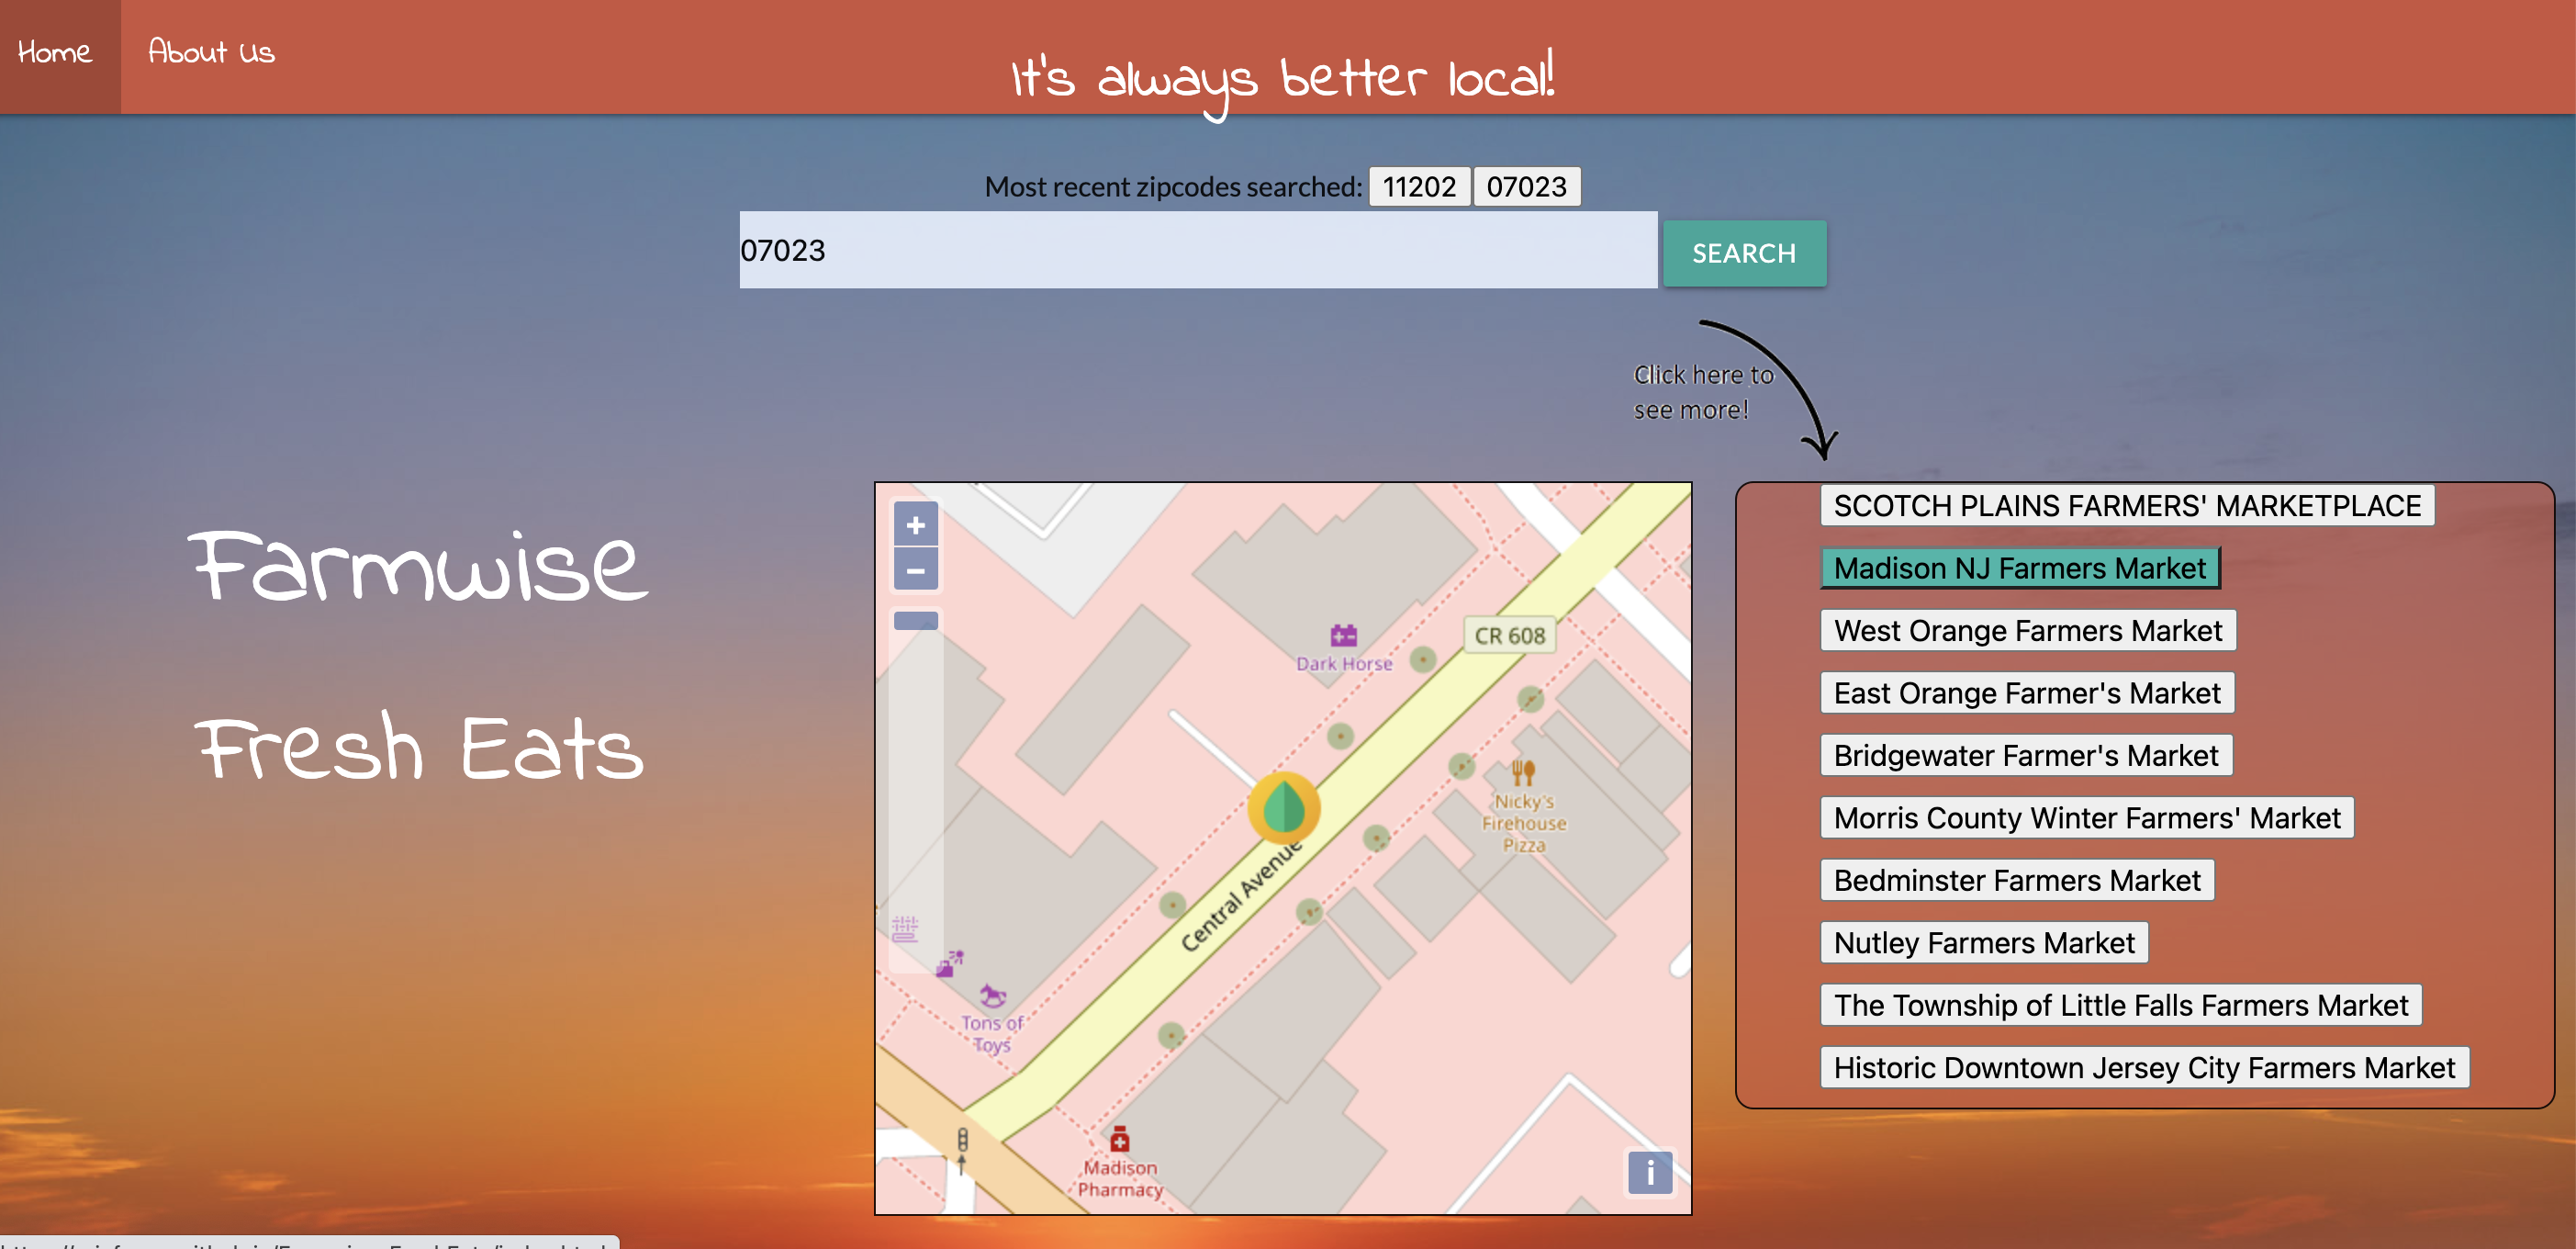 Home
About Us
It's always better local!
Most recent zipcodes searched: 11202 07023
07023
SEARCH
Click here to
see more!
Farmwise
Fresh Eats
+
−
CR 608
Dark Horse
Nicky's
Firehouse
Pizza
Central Avenue
Tons of
Toys
Madison
Pharmacy
i
SCOTCH PLAINS FARMERS' MARKETPLACE
Madison NJ Farmers Market
West Orange Farmers Market
East Orange Farmer's Market
Bridgewater Farmer's Market
Morris County Winter Farmers' Market
Bedminster Farmers Market
Nutley Farmers Market
The Township of Little Falls Farmers Market
Historic Downtown Jersey City Farmers Market